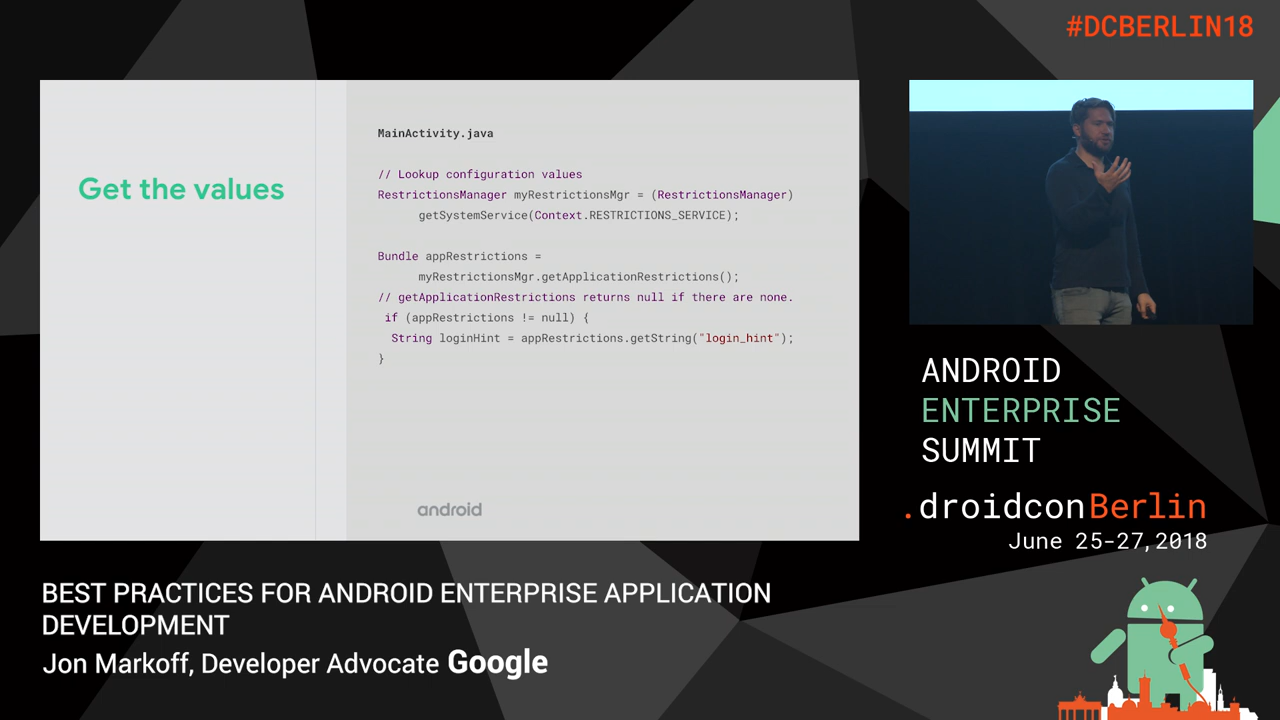 #DCBERLIN18
Get the values
MainActivity.java
// Lookup configuration values
RestrictionsManager myRestrictionsMgr = (RestrictionsManager)
getSystemService(Context.RESTRICTIONS_SERVICE);
Bundle appRestrictions =
myRestrictionsMgr.getApplicationRestrictions();
// getApplicationRestrictions returns null if there are none.
if (appRestrictions != null) {
String loginHint = appRestrictions.getString("login_hint");
}
android
ANDROID
ENTERPRISE
SUMMIT
.droidconBerlin
June 25-27, 2018
BEST PRACTICES FOR ANDROID ENTERPRISE APPLICATION
DEVELOPMENT
Jon Markoff, Developer Advocate Google